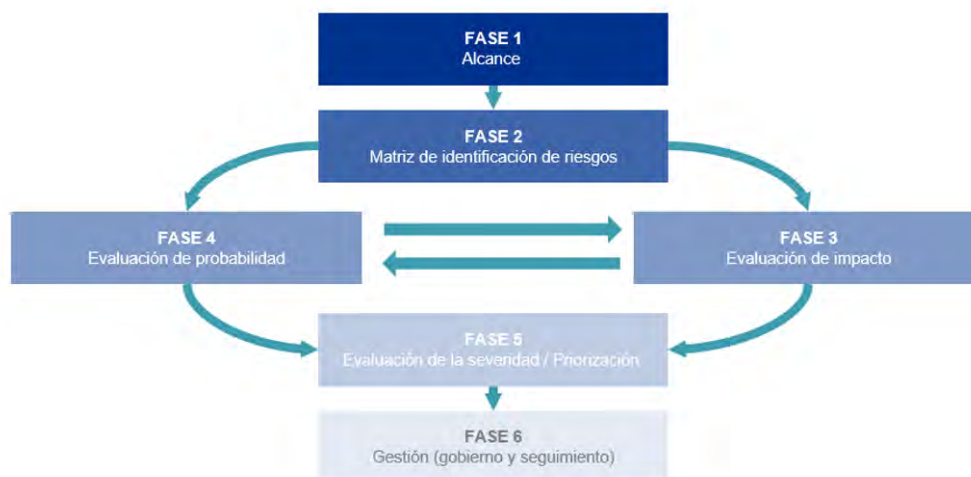 FASE 1
Alcance
FASE 2
Matriz de identificación de riesgos
FASE 4
Evaluación de probabilidad
FASE 3
Evaluación de impacto
FASE 5
Evaluación de la severidad / Priorización
FASE 6
Gestión (gobierno y seguimiento)